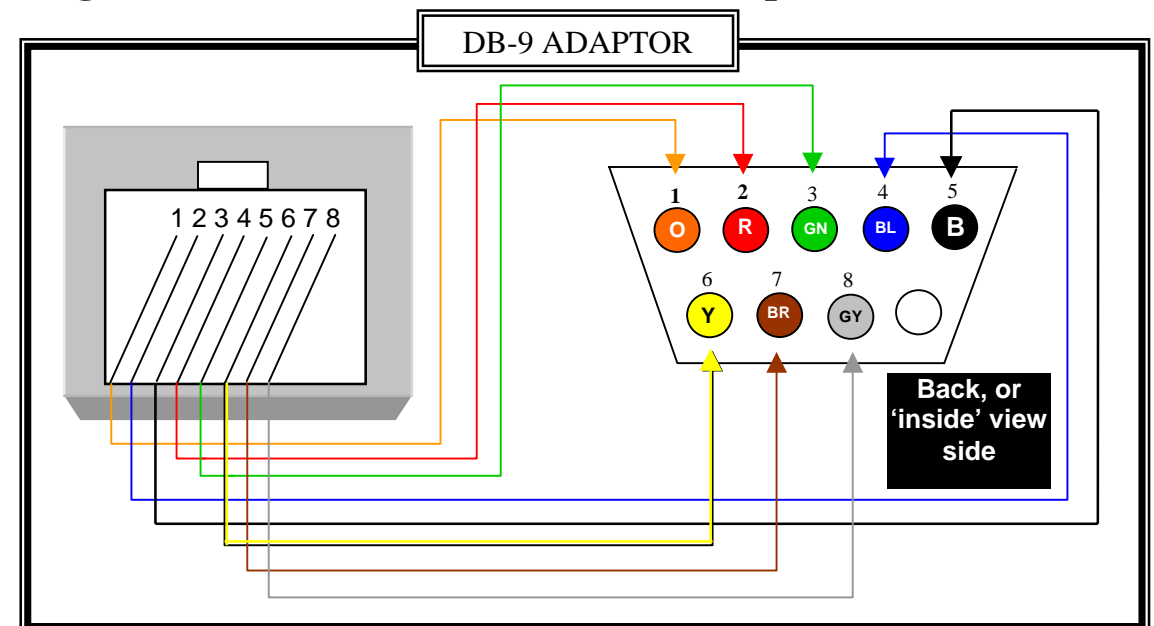 DB-9 ADAPTOR
1 2 3 4 5 6 7 8
1 2 3 4 5
O R GN BL B
6 7 8
Y BR GY
Back, or
‘inside’ view
side